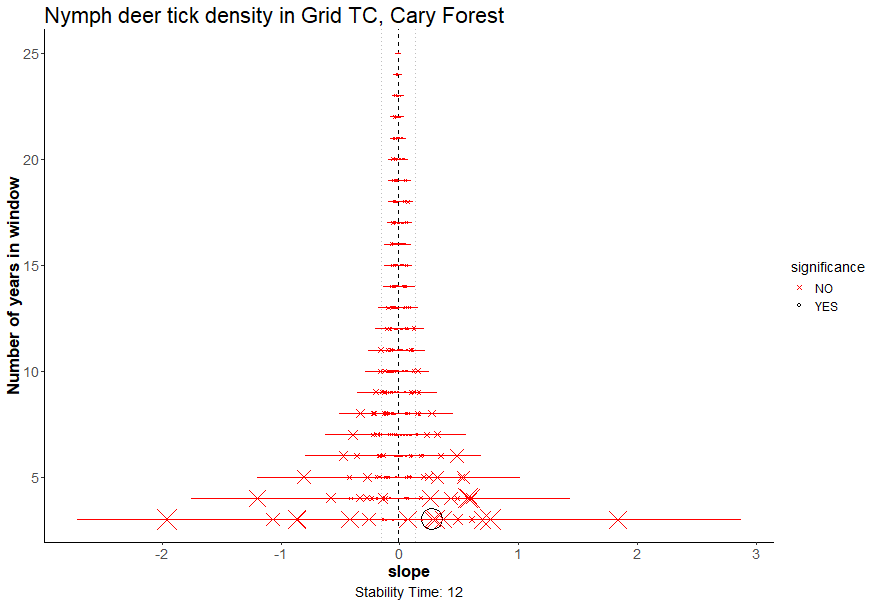 Nymph deer tick density in Grid TC, Cary Forest
25
20
15
10
5
Number of years in window
-2
-1
0
1
2
3
slope
Stability Time: 12
significance
NO
YES